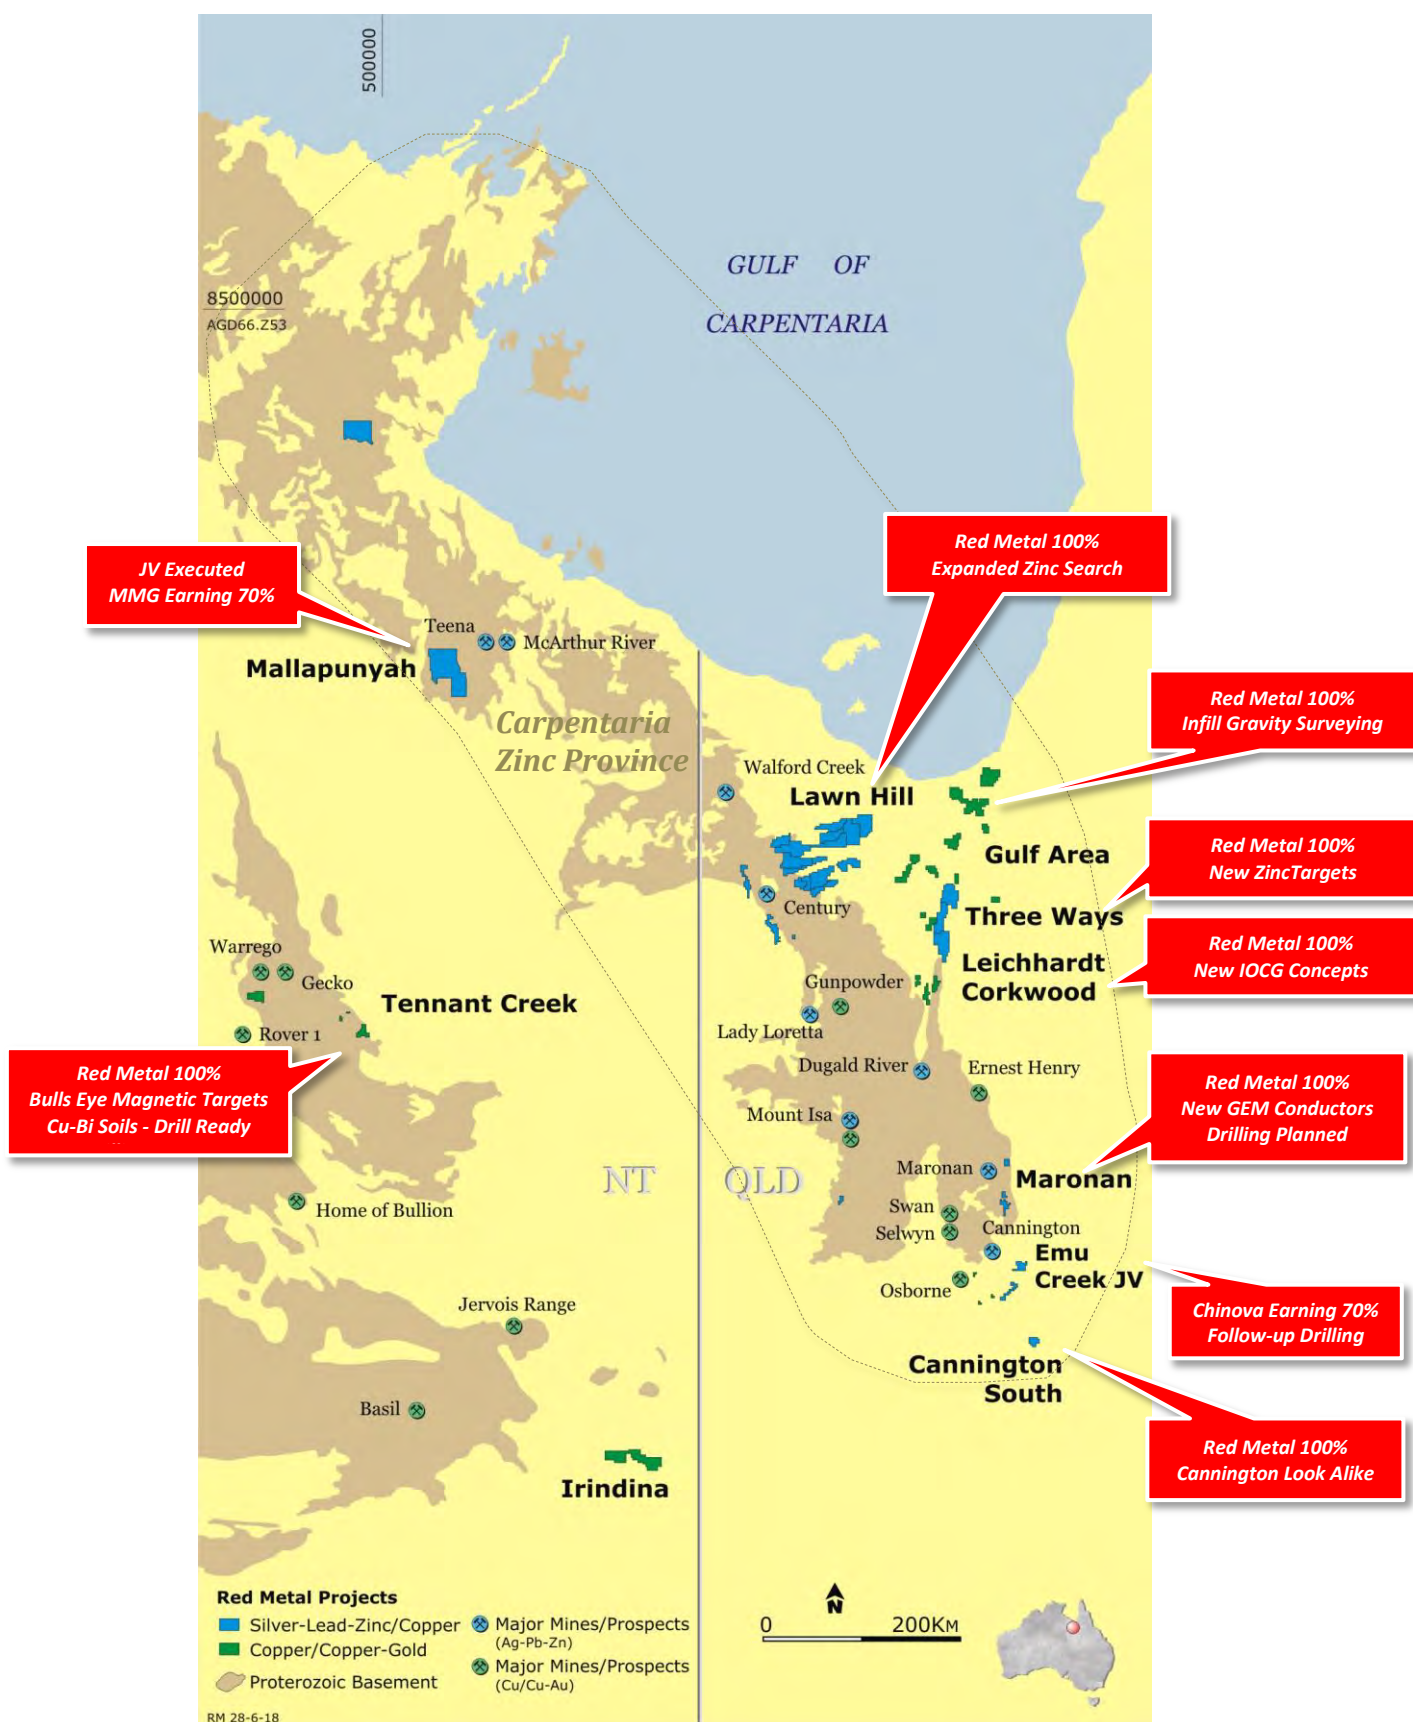 500000
GULF OF
CARPENTARIA
8500000
AGD66.Z53
Red Metal 100%
Expanded Zinc Search
JV Executed
MMG Earning 70%
Teena
McArthur River
Mallapunyah
Carpentaria
Zinc Province
Red Metal 100%
Infill Gravity Surveying
Walford Creek
Lawn Hill
Gulf Area
Red Metal 100%
New ZincTargets
Century
Three Ways
Red Metal 100%
New IOCG Concepts
Leichhardt
Corkwood
Warrego
Gecko
Tennant Creek
Rover 1
Gunpowder
Lady Loretta
Red Metal 100%
Bulls Eye Magnetic Targets
Cu-Bi Soils - Drill Ready
Dugald River
Ernest Henry
Mount Isa
Red Metal 100%
New GEM Conductors
Drilling Planned
NT
QLD
Maronan
Maronan
Home of Bullion
Swan
Selwyn
Cannington
Emu
Creek JV
Osborne
Jervois Range
Chinova Earning 70%
Follow-up Drilling
Cannington
South
Basil
Red Metal 100%
Cannington Look Alike
Irindina
Red Metal Projects
Silver-Lead-Zinc/Copper
Copper/Copper-Gold
Proterozoic Basement
Major Mines/Prospects
(Ag-Pb-Zn)
Major Mines/Prospects
(Cu/Cu-Au)
N
0 200KM
RM 28-6-18